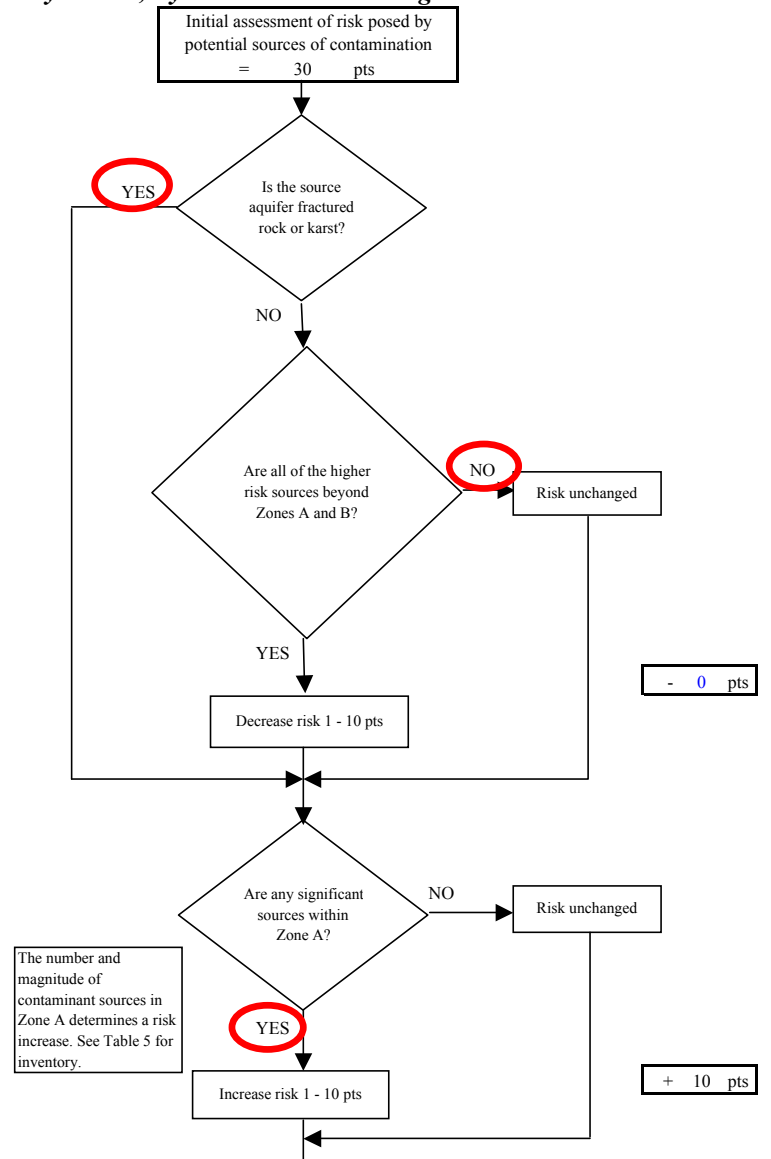 Initial assessment of risk posed by
potential sources of contamination
= 30 pts
YES
Is the source
aquifer fractured
rock or karst?
NO
Are all of the higher
risk sources beyond
Zones A and B?
NO
Risk unchanged
YES
- 0 pts
Decrease risk 1 - 10 pts
Are any significant
sources within
Zone A?
NO
Risk unchanged
The number and
magnitude of
contaminant sources in
Zone A determines a risk
increase. See Table 5 for
inventory.
YES
Increase risk 1 - 10 pts
+ 10 pts